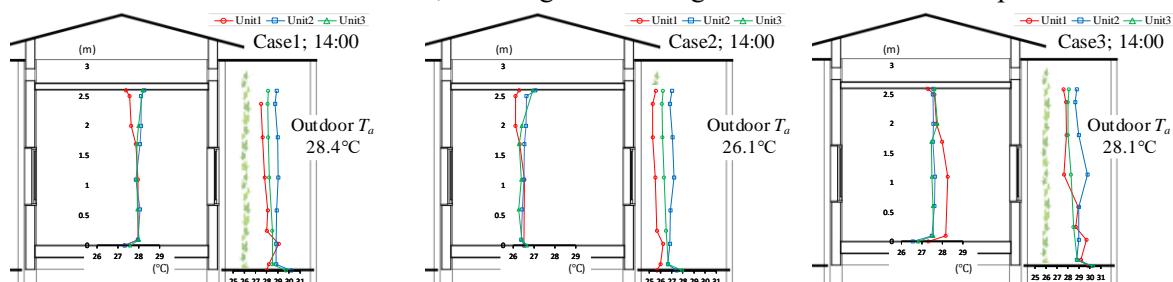 Unit1 Unit2 Unit3
Case1; 14:00
(m)
3
2.5
2
1.5
1
0.5
0
26 27 28 29
(°C)
Outdoor Ta
28.4°C
25 26 27 28 29 30 31
Unit1 Unit2 Unit3
Case2; 14:00
(m)
3
2.5
2
1.5
1
0.5
0
26 27 28 29
(°C)
Outdoor Ta
26.1°C
25 26 27 28 29 30 31
Unit1 Unit2 Unit3
Case3; 14:00
(m)
3
2.5
2
1.5
1
0.5
0
26 27 28 29
(°C)
Outdoor Ta
28.1°C
25 26 27 28 29 30 31